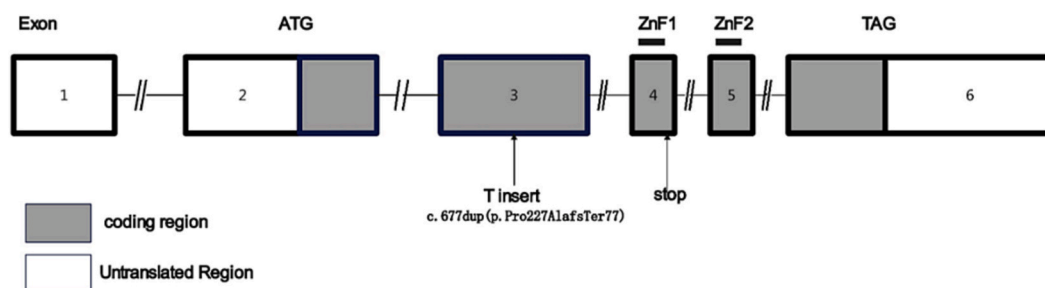 Exon ATG ZnF1 ZnF2 TAG
1 2 3 4 5 6
T insert stop
c.677dup(p.Pro227AlafsTer77)
coding region
Untranslated Region